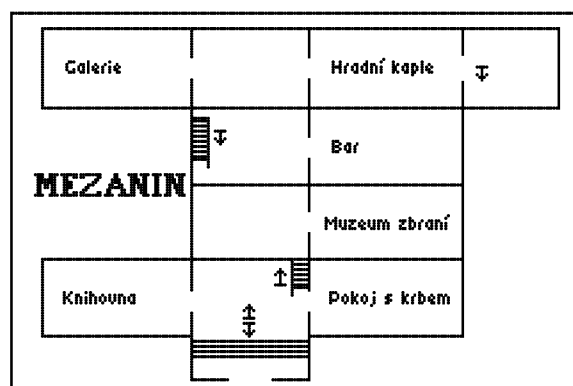 Galerie
Hradní kaple
Bar
MEZANIN
Muzeum zbraní
Knihovna
Pokoj s krbem